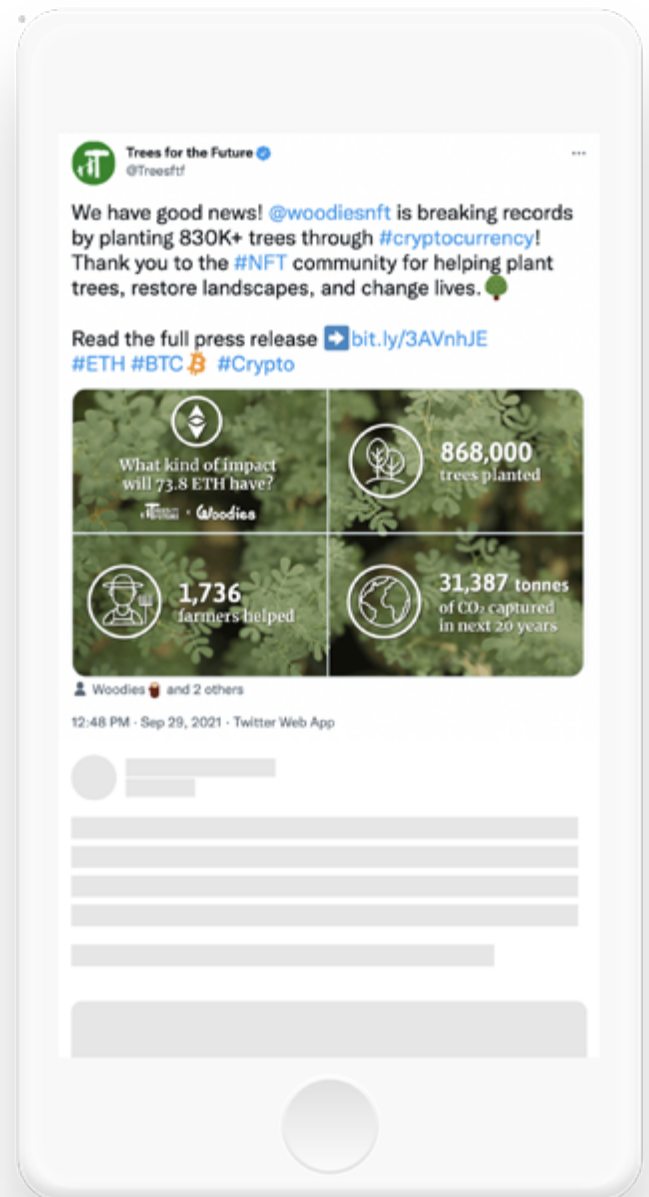 Trees for the Future
@Treesftf
We have good news! @woodiesnft is breaking records
by planting 830K+ trees through #cryptocurrency!
Thank you to the #NFT community for helping plant
trees, restore landscapes, and change lives.🌳
Read the full press release ➡️bit.ly/3AVnhJE
#ETH #BTC #Crypto
What kind of impact
will 73.8 ETH have?
Woodies
868,000
trees planted
1,736
farmers helped
31,387 tonnes
of CO₂ captured
in next 20 years
Woodies and 2 others
12:48 PM · Sep 29, 2021 · Twitter Web App